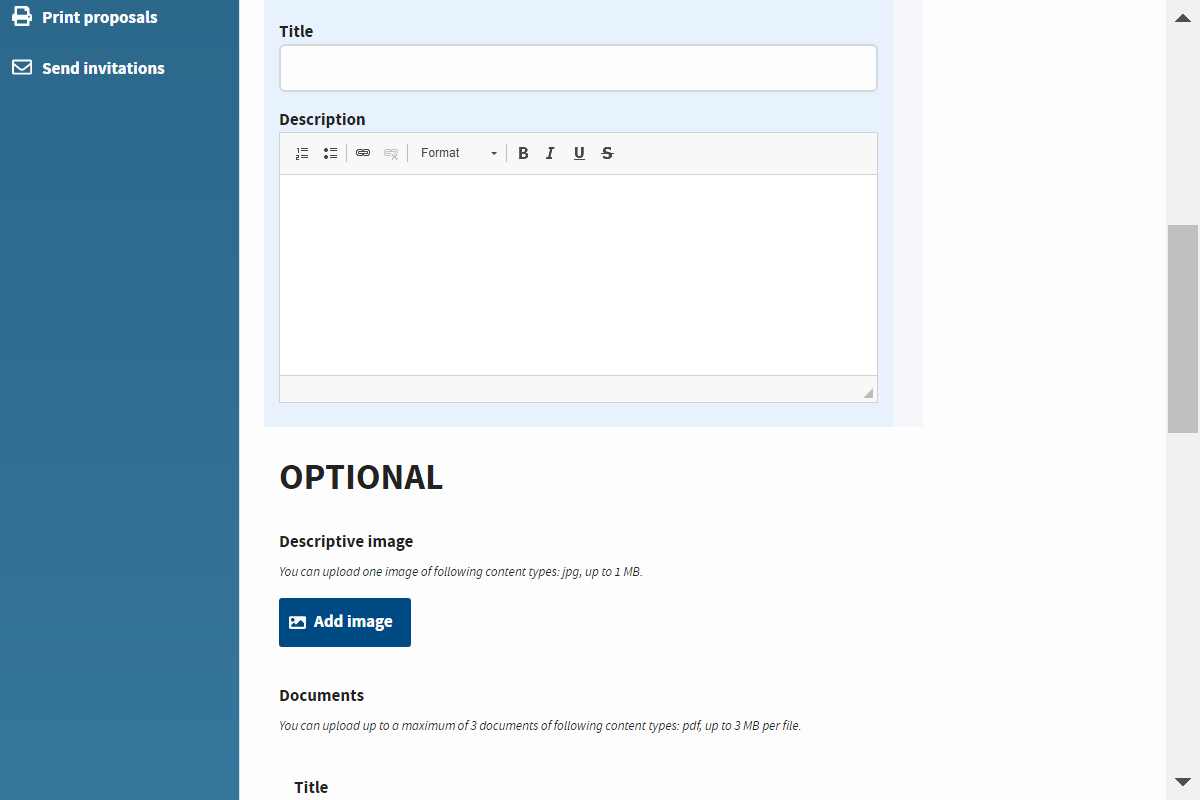 Print proposals
Send invitations
Title
Description
Format
B I U S
OPTIONAL
Descriptive image
You can upload one image of following content types: jpg, up to 1 MB.
Add image
Documents
You can upload up to a maximum of 3 documents of following content types: pdf, up to 3 MB per file.
Title